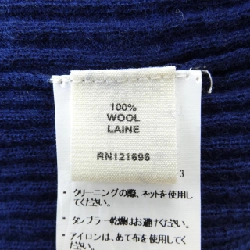 100%
WOOL
LAINE
RN121696
3
・クリーニングの際、ネットを使用して
ください。
・タンブラー乾燥はお避けください。
・アイロンは、あて布を使用し
てください。